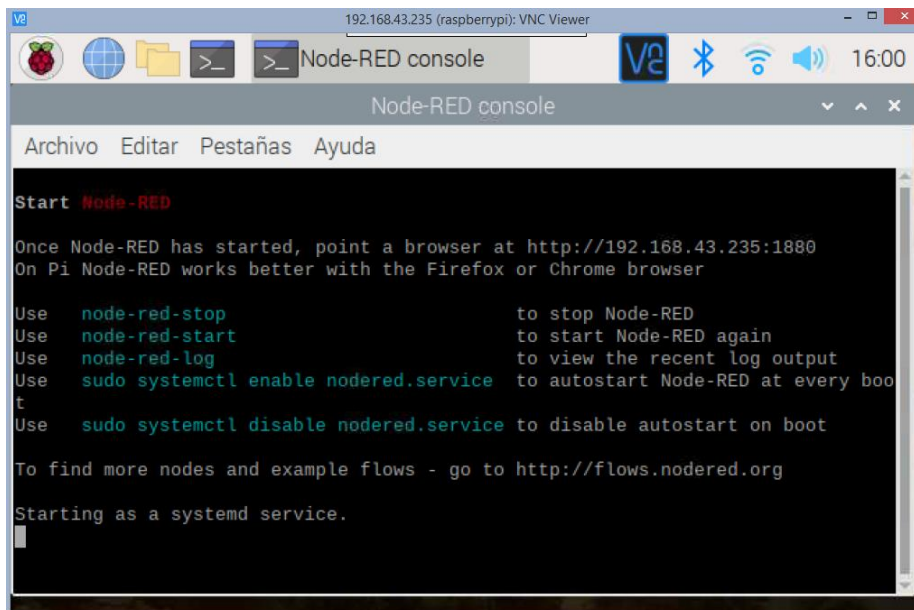 192.168.43.235 (raspberrypi): VNC Viewer
Node-RED console
16:00
Node-RED console
Archivo Editar Pestañas Ayuda
Start Node-RED
Once Node-RED has started, point a browser at http://192.168.43.235:1880
On Pi Node-RED works better with the Firefox or Chrome browser
Use node-red-stop to stop Node-RED
Use node-red-start to start Node-RED again
Use node-red-log to view the recent log output
Use sudo systemctl enable nodered.service to autostart Node-RED at every boo
t
Use sudo systemctl disable nodered.service to disable autostart on boot
To find more nodes and example flows - go to http://flows.nodered.org
Starting as a systemd service.